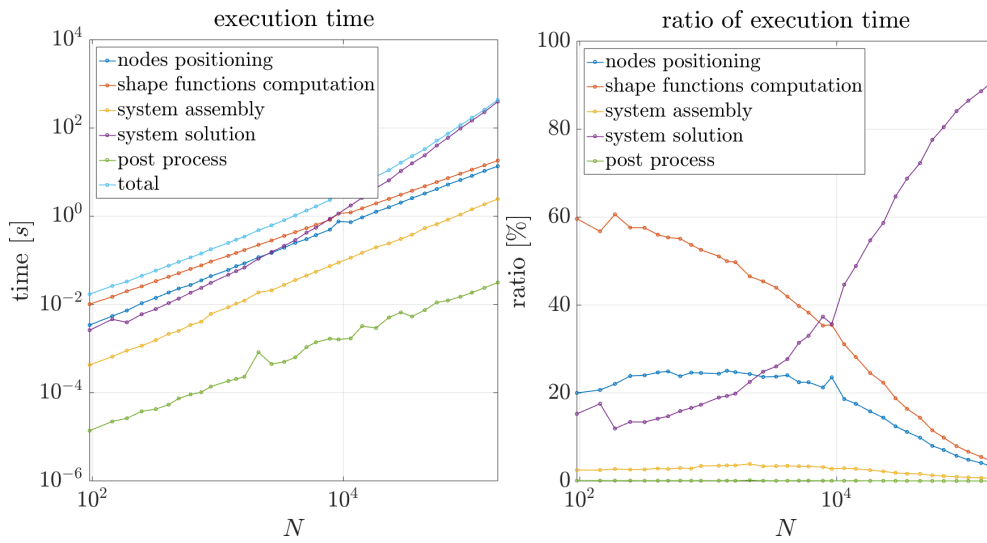 execution time
10^4
10^2
10^0
10^−2
10^−4
10^−6
time [s]
nodes positioning
shape functions computation
system assembly
system solution
post process
total
10^2
10^4
N
ratio of execution time
100
80
60
40
20
0
ratio [%]
nodes positioning
shape functions computation
system assembly
system solution
post process
10^2
10^4
N